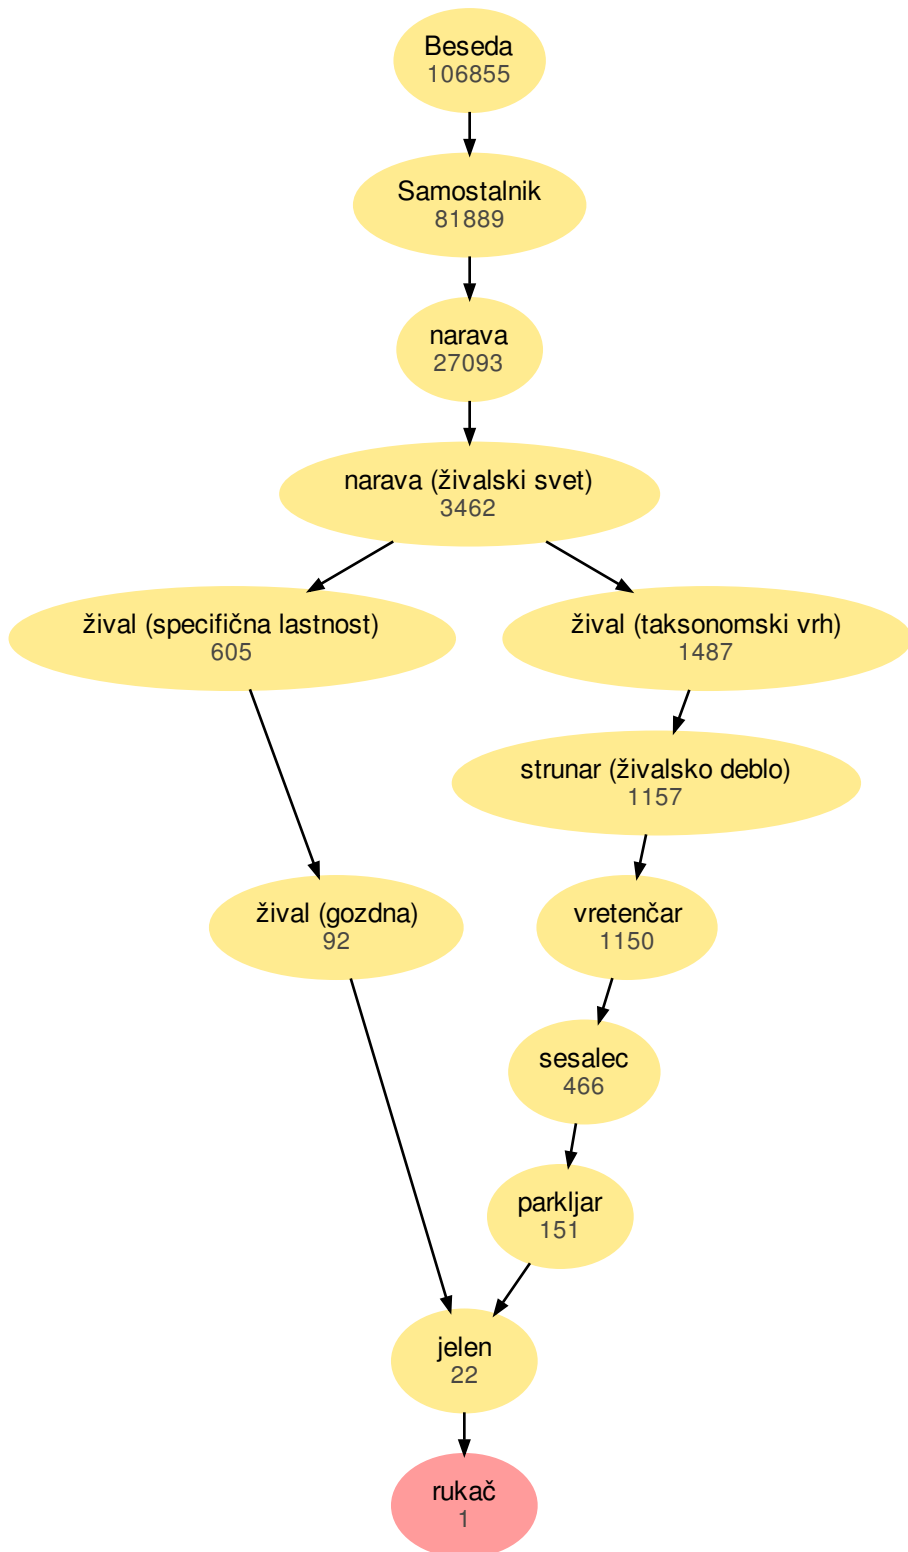 Beseda
106855
Samostalnik
81889
narava
27093
narava (živalski svet)
3462
žival (specifična lastnost)
605
žival (taksonomski vrh)
1487
strunar (živalsko deblo)
1157
žival (gozdna)
92
vretenčar
1150
sesalec
466
parkljar
151
jelen
22
rukač
1